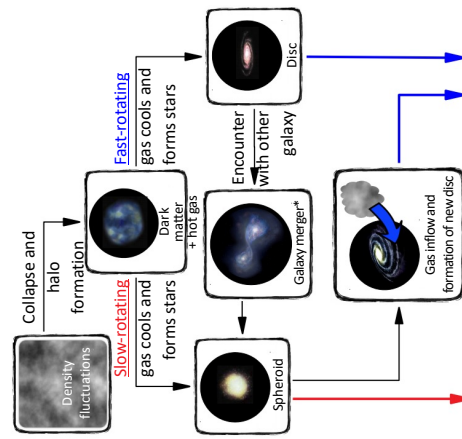 Density
fluctuations
Collapse and
halo
formation
Dark
matter
+ hot gas
Slow-rotating
gas cools and
forms stars
Fast-rotating
gas cools and
forms stars
Spheroid
Galaxy merger*
Encounter
with other
galaxy
Disc
Gas inflow and
formation of new disc